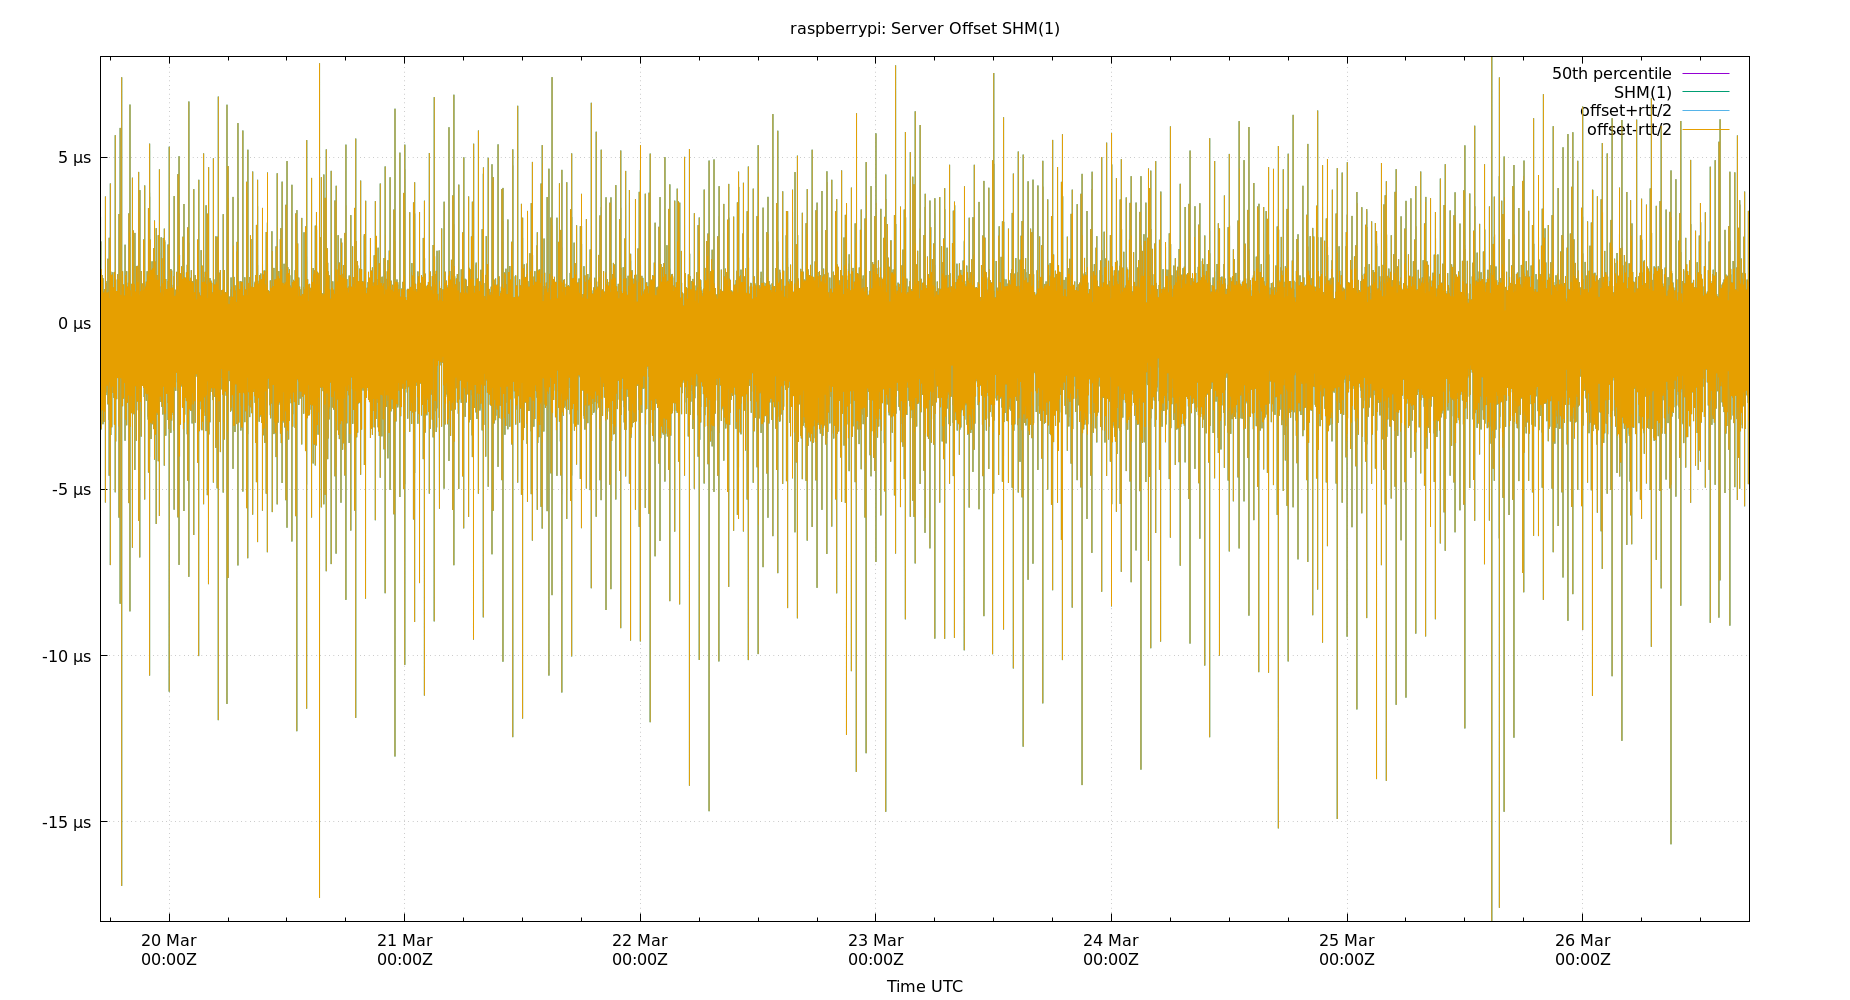 raspberrypi: Server Offset SHM(1)
50th percentile
SHM(1)
offset+rtt/2
offset-rtt/2
5 µs
0 µs
-5 µs
-10 µs
-15 µs
20 Mar 21 Mar 22 Mar 23 Mar 24 Mar 25 Mar 26 Mar
00:00Z 00:00Z 00:00Z 00:00Z 00:00Z 00:00Z 00:00Z
Time UTC